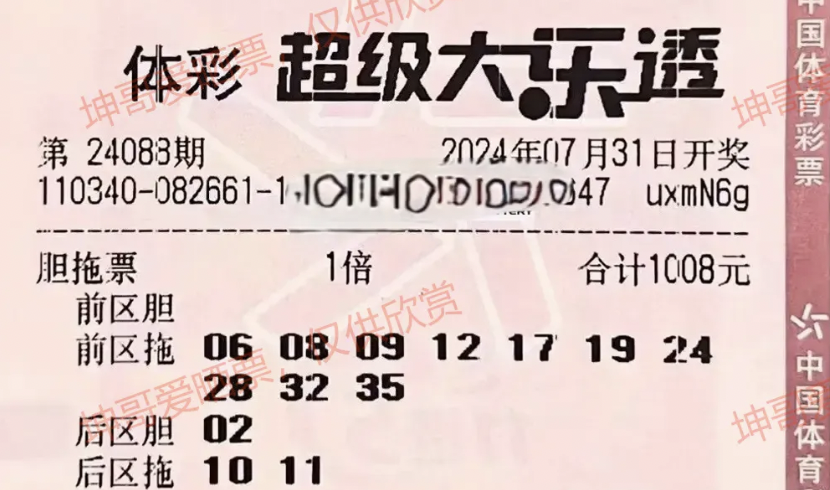 体彩 超级大乐透
第 24088期 2024年07月31日开奖
110340-082661-1 047 uxmN6g
胆拖票 1倍 合计1008元
前区胆
前区拖 06 08 09 12 17 19 24
28 32 35
后区胆 02
后区拖 10 11
中国体育彩票
中国体育
坤哥爱晒票,仅供欣赏
坤哥爱晒票,仅供欣赏
坤哥
坤哥